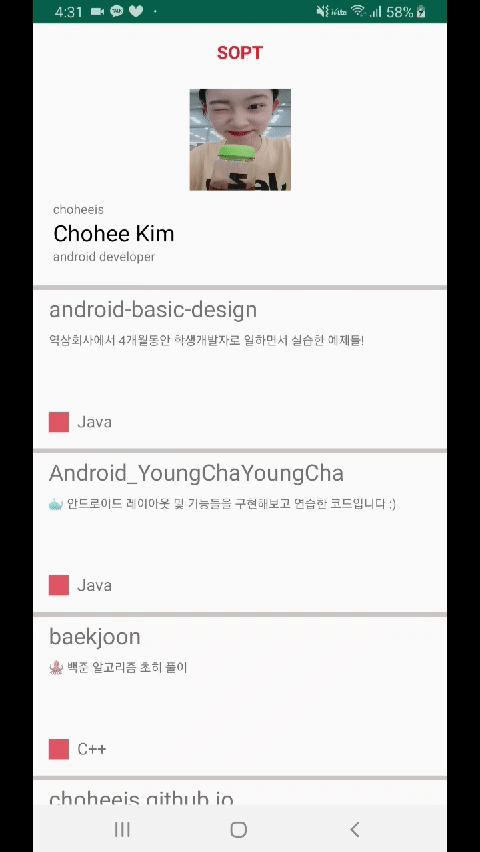 4:31 58%
SOPT
choheeis
Chohee Kim
android developer
android-basic-design
역삼회사에서 4개월동안 학생개발자로 일하면서 실습한 예제들!
Java
Android_YoungChaYoungCha
🐳 안드로이드 레이아웃 및 기능들을 구현해보고 연습한 코드입니다 :)
Java
baekjoon
🐙 백준 알고리즘 초히 풀이
C++
choheeis.github.io